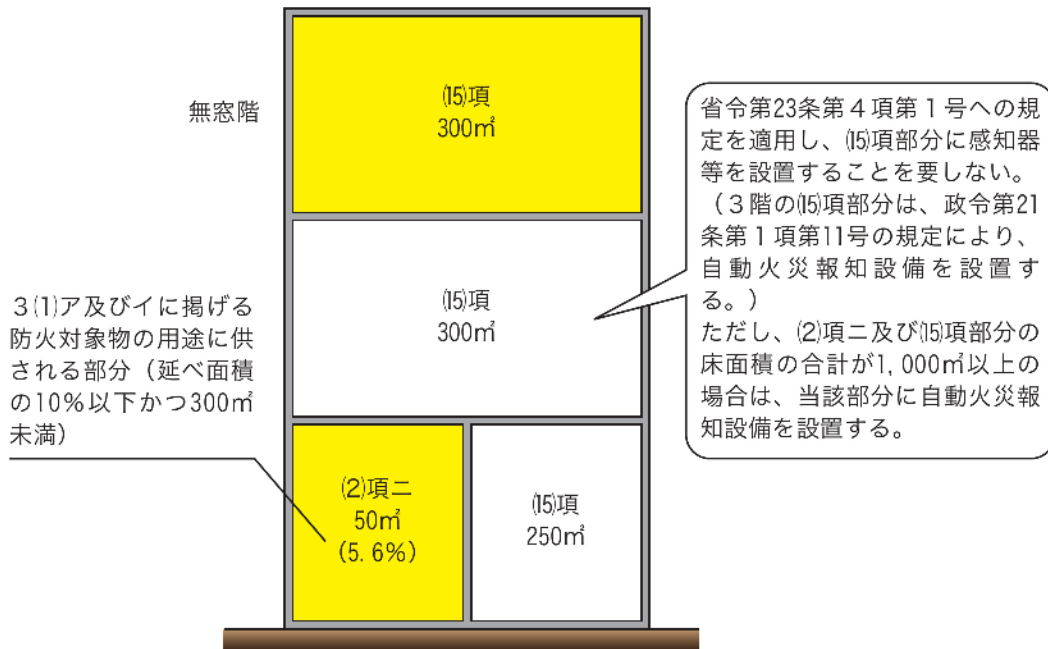 無窓階
⒂項
300㎡
⒂項
300㎡
省令第23条第4項第1号への規
定を適用し、⒂項部分に感知器
等を設置することを要しない。
（3階の⒂項部分は、政令第21
条第1項第11号の規定により、
自動火災報知設備を設置す
る。）
ただし、⑵項ニ及び⒂項部分の
床面積の合計が1,000㎡以上の
場合は、当該部分に自動火災報
知設備を設置する。
3⑴ア及びイに掲げる
防火対象物の用途に供
される部分（延べ面積
の10％以下かつ300㎡
未満）
⑵項ニ
50㎡
（5.6％）
⒂項
250㎡